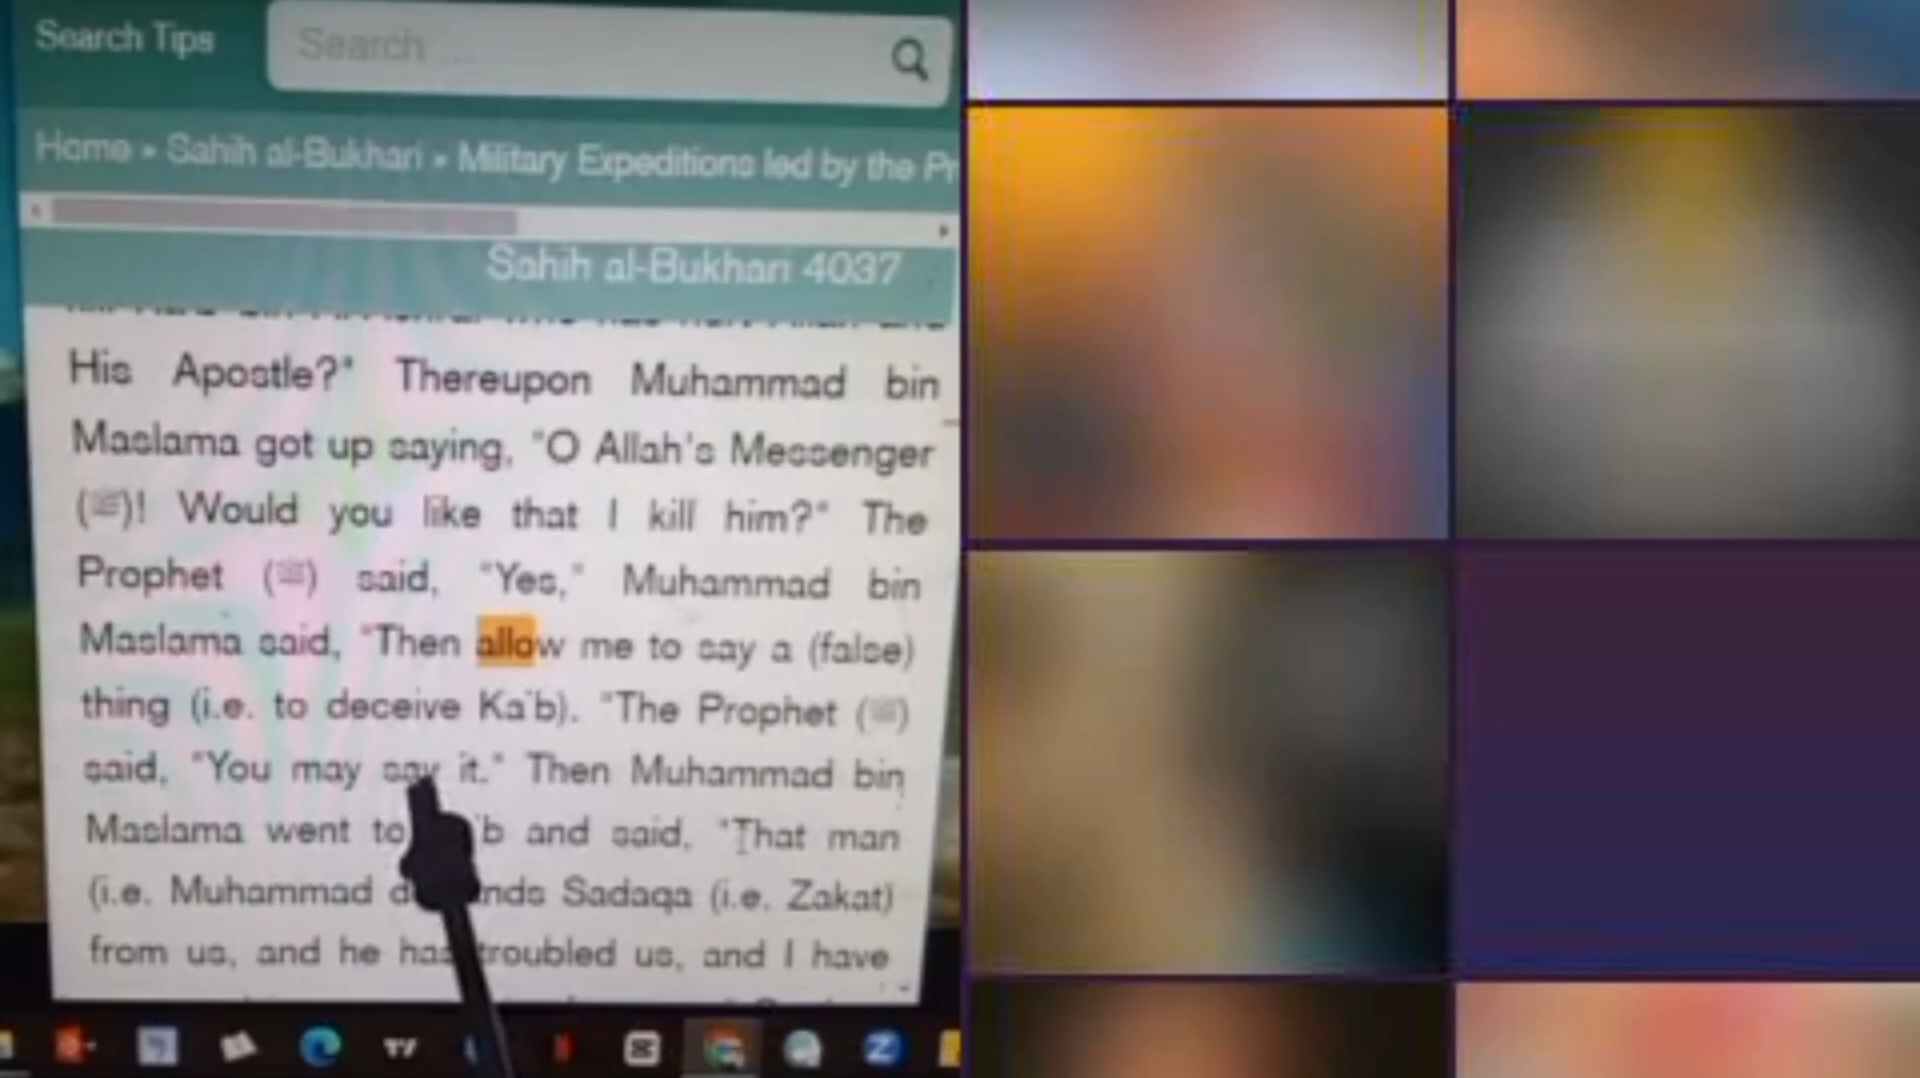 Search Tips
Search ...
Home » Sahih al-Bukhari » Military Expeditions led by the Pr
Sahih al-Bukhari 4037
His Apostle?" Thereupon Muhammad bin
Maslama got up saying, "O Allah's Messenger
(ﷺ)! Would you like that I kill him?" The
Prophet (ﷺ) said, "Yes," Muhammad bin
Maslama said, "Then allow me to say a (false)
thing (i.e. to deceive Ka`b). "The Prophet (ﷺ)
said, "You may say it." Then Muhammad bin
Maslama went to `b and said, "That man
(i.e. Muhammad d nds Sadaqa (i.e. Zakat)
from us, and he has troubled us, and I have